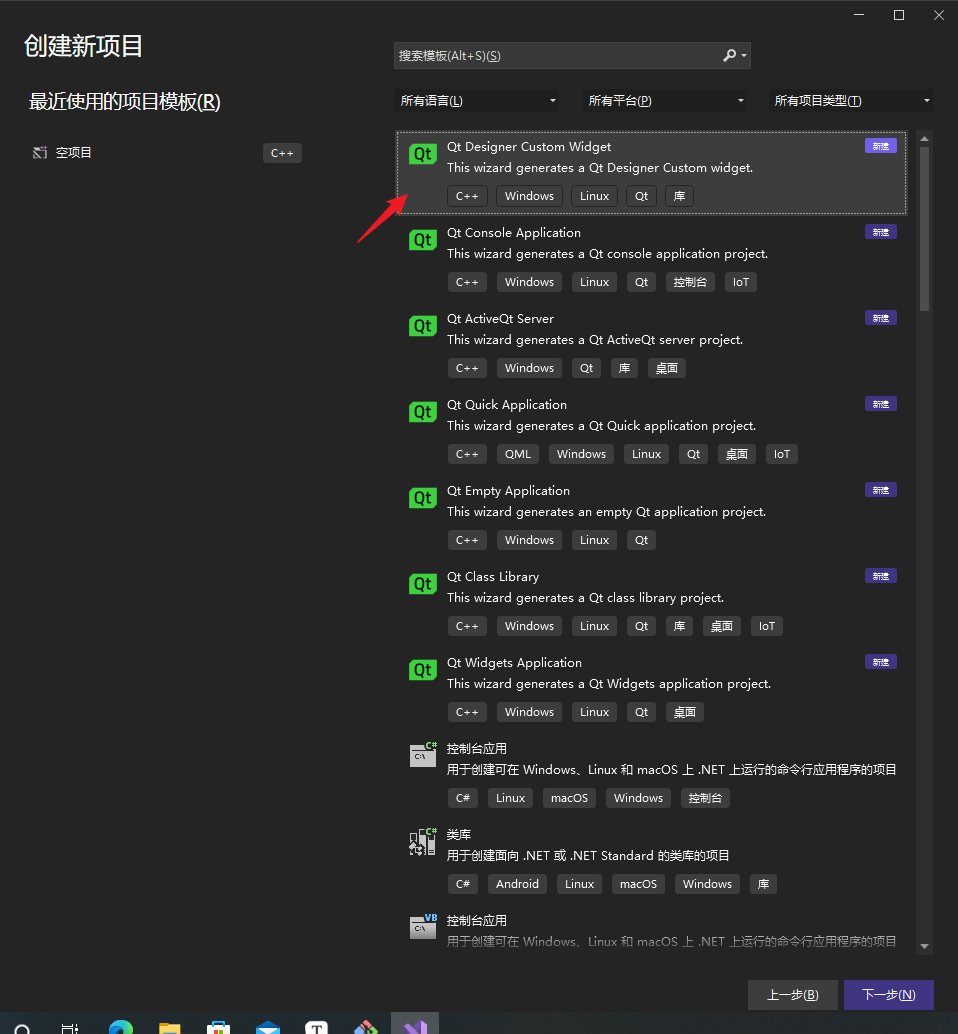 创建新项目
搜索模板(Alt+S)(S)
最近使用的项目模板(R)
所有语言(L)
所有平台(P)
所有项目类型(T)
空项目
C++
Qt
Qt Designer Custom Widget
新建
This wizard generates a Qt Designer Custom widget.
C++ Windows Linux Qt 库
Qt
Qt Console Application
新建
This wizard generates a Qt console application project.
C++ Windows Linux Qt 控制台 IoT
Qt
Qt ActiveQt Server
新建
This wizard generates a Qt ActiveQt server project.
C++ Windows Qt 库 桌面
Qt
Qt Quick Application
新建
This wizard generates a Qt Quick application project.
C++ QML Windows Linux Qt 桌面 IoT
Qt
Qt Empty Application
新建
This wizard generates an empty Qt application project.
C++ Windows Linux Qt
Qt
Qt Class Library
新建
This wizard generates a Qt class library project.
C++ Windows Linux Qt 库 桌面 IoT
Qt
Qt Widgets Application
新建
This wizard generates a Qt Widgets application project.
C++ Windows Linux Qt 桌面
C#
C:\
控制台应用
用于创建可在 Windows、Linux 和 macOS 上 .NET 上运行的命令行应用程序的项目
C# Linux macOS Windows 控制台
C#
类库
用于创建面向 .NET 或 .NET Standard 的类库的项目
C# Android Linux macOS Windows 库
VB
C:\
控制台应用
用于创建可在 Windows、Linux 和 macOS 上 .NET 上运行的命令行应用程序的项目
上一步(B)
下一步(N)
T